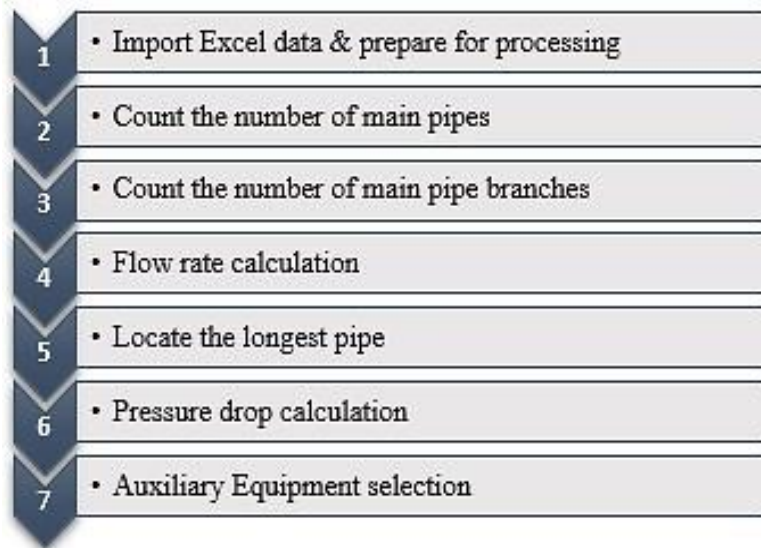 1 • Import Excel data & prepare for processing
2 • Count the number of main pipes
3 • Count the number of main pipe branches
4 • Flow rate calculation
5 • Locate the longest pipe
6 • Pressure drop calculation
7 • Auxiliary Equipment selection